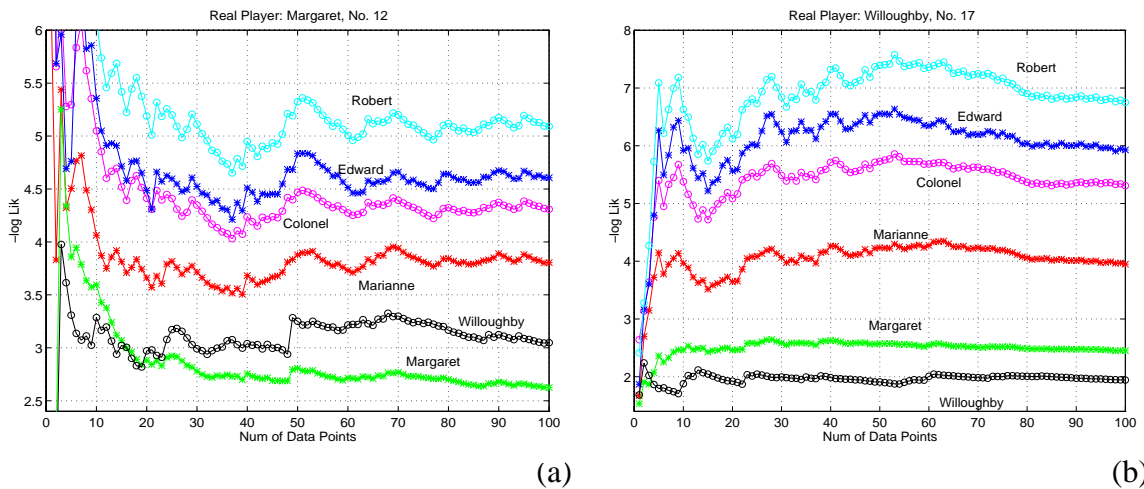 Real Player: Margaret, No. 12
6
5.5
5
4.5
4
3.5
3
2.5
−log Lik
Robert
Edward
Colonel
Marianne
Willoughby
Margaret
0 10 20 30 40 50 60 70 80 90 100
Num of Data Points
(a)
Real Player: Willoughby, No. 17
8
7
6
5
4
3
2
−log Lik
Robert
Edward
Colonel
Marianne
Margaret
Willoughby
0 10 20 30 40 50 60 70 80 90 100
Num of Data Points
(b)